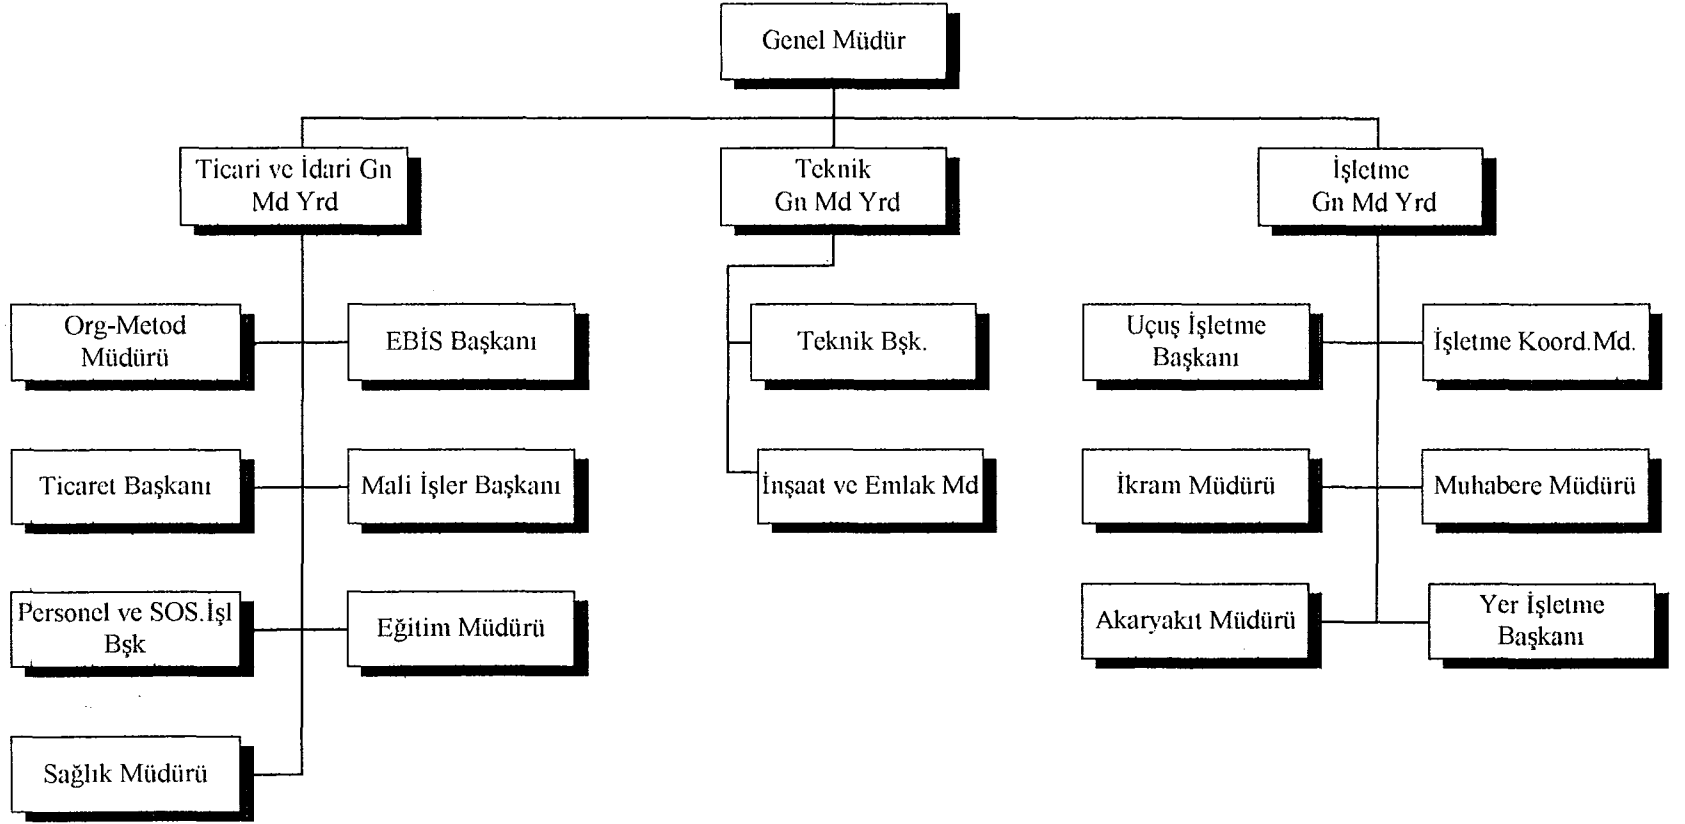 Genel Müdür
Ticari ve İdari Gn
Md Yrd
Teknik
Gn Md Yrd
İşletme
Gn Md Yrd
Org-Metod
Müdürü
EBİS Başkanı
Teknik Bşk.
Uçuş İşletme
Başkanı
İşletme Koord.Md.
Ticaret Başkanı
Mali İşler Başkanı
İnşaat ve Emlak Md
İkram Müdürü
Muhabere Müdürü
Personel ve SOS.İşl
Bşk
Eğitim Müdürü
Akaryakıt Müdürü
Yer İşletme
Başkanı
Sağlık Müdürü